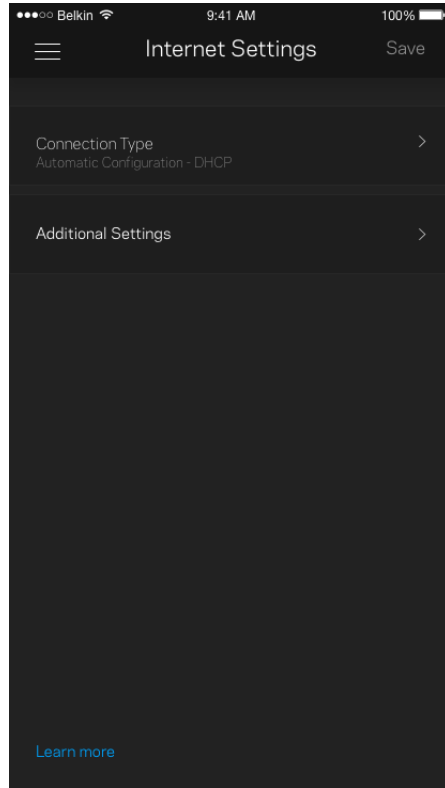 Belkin 9:41 AM 100%
Internet Settings Save
Connection Type
Automatic Configuration - DHCP
Additional Settings
Learn more